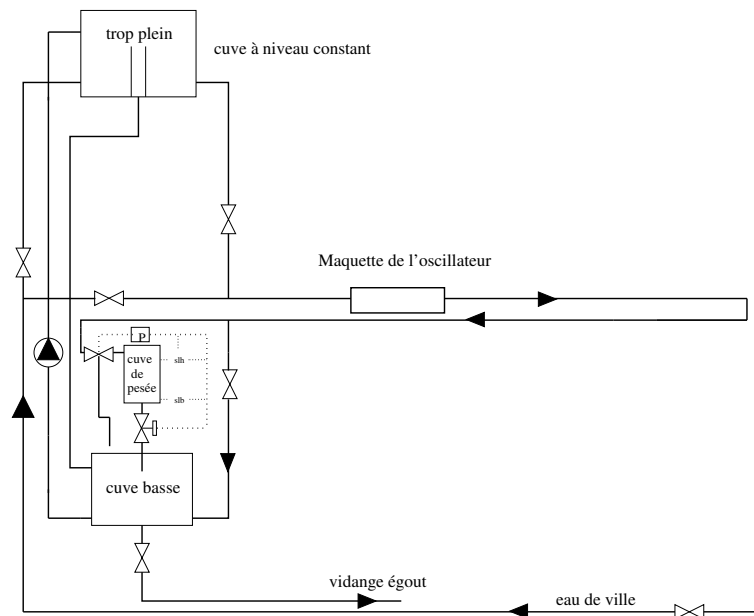 trop plein
cuve à niveau constant
Maquette de l'oscillateur
P
cuve
de
pesée
slh
slb
cuve basse
vidange égout
eau de ville